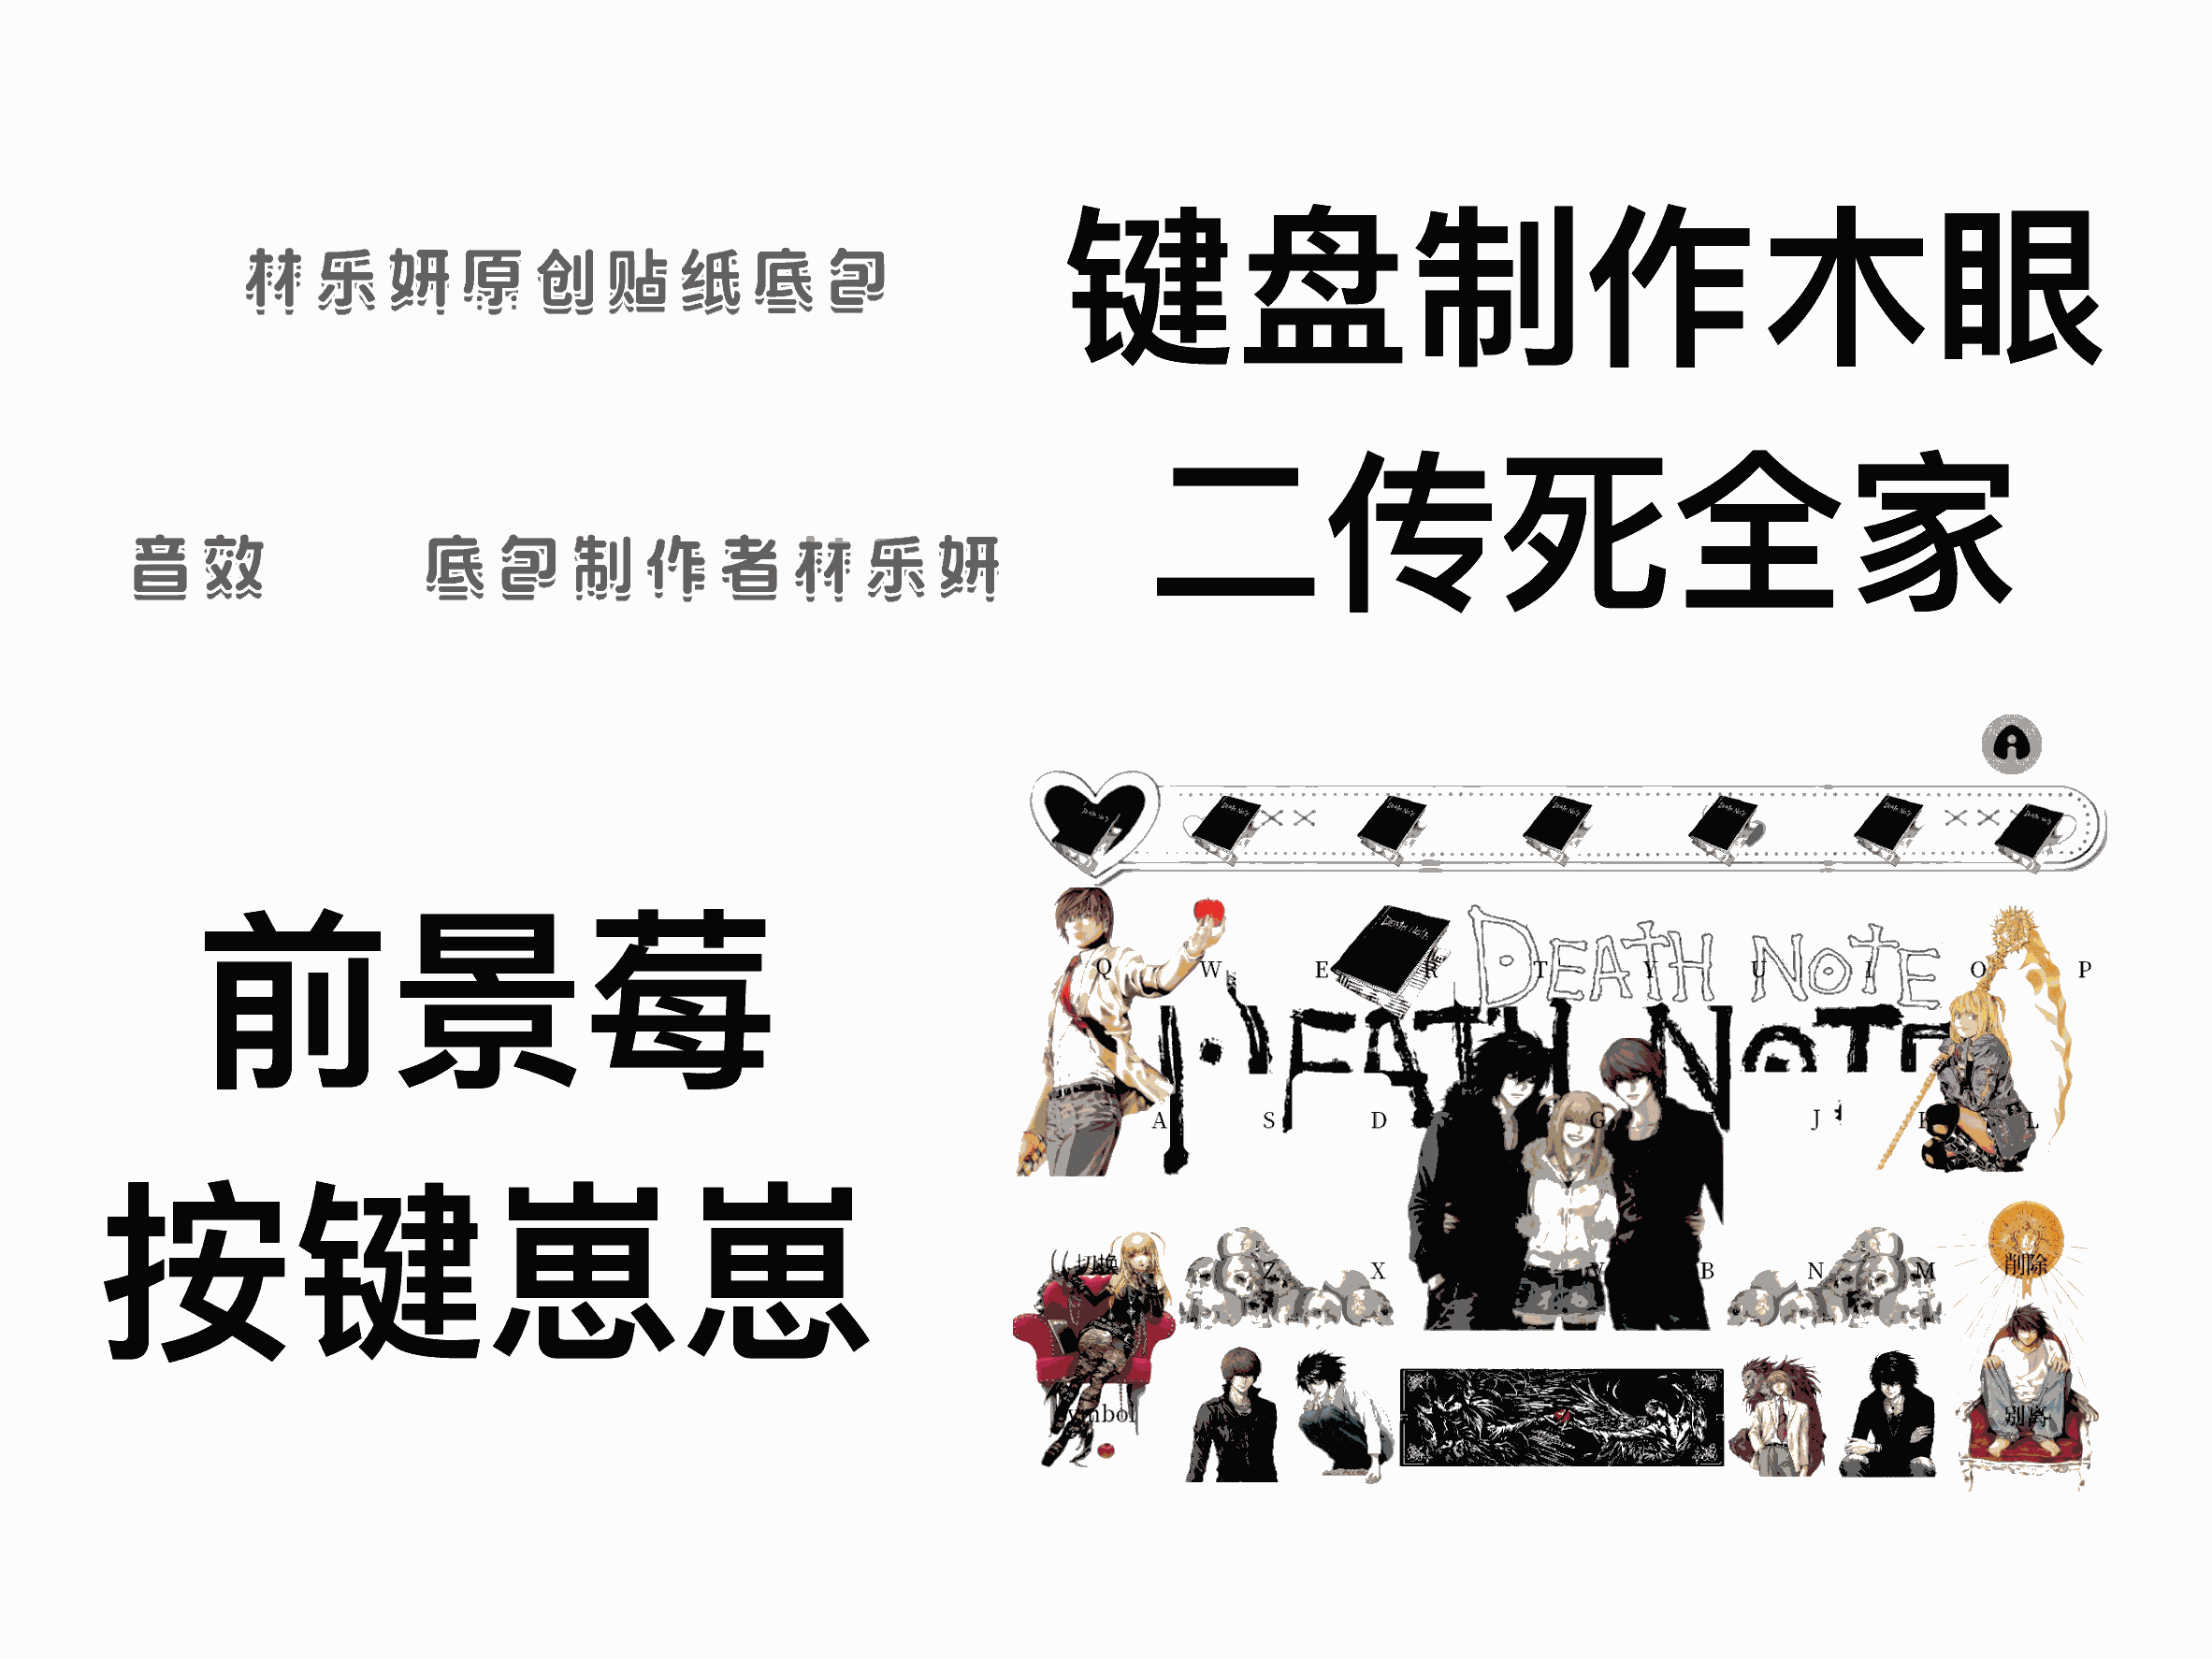 林乐妍原创贴纸底包
键盘制作木眼
二传死全家
音效 底包制作者林乐妍
前景莓
按键崽崽
DEATH NOTE
Q W E R T Y U I O P
DEATH NOTE
A S D G J K L
切换 Z X V B N M 删除
别离